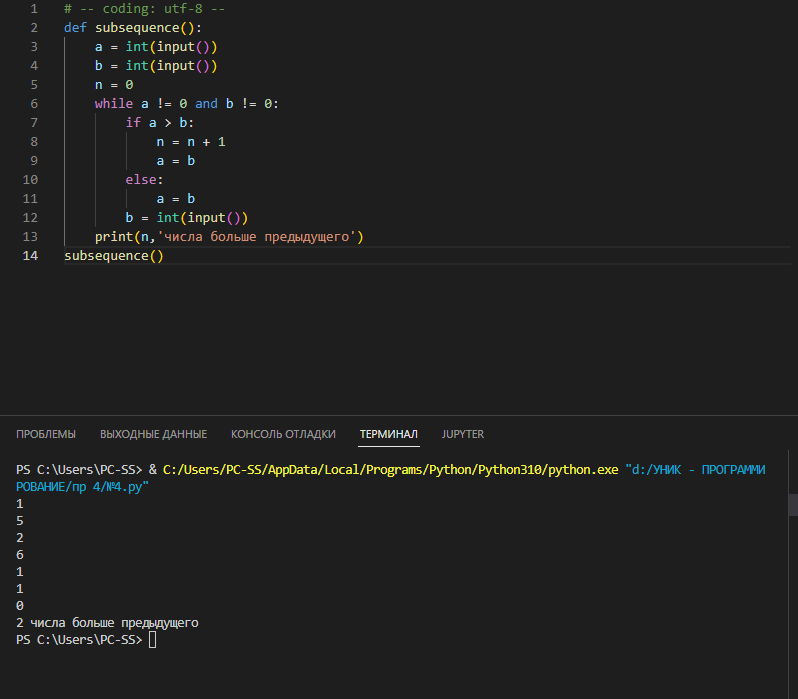 1 # -- coding: utf-8 --
2 def subsequence():
3     a = int(input())
4     b = int(input())
5     n = 0
6     while a != 0 and b != 0:
7         if a > b:
8             n = n + 1
9             a = b
10         else:
11             a = b
12         b = int(input())
13     print(n,'числа больше предыдущего')
14 subsequence()
ПРОБЛЕМЫ ВЫХОДНЫЕ ДАННЫЕ КОНСОЛЬ ОТЛАДКИ ТЕРМИНАЛ JUPYTER
PS C:\Users\PC-SS> & C:/Users/PC-SS/AppData/Local/Programs/Python/Python310/python.exe "d:/УНИК - ПРОГРАММИ
РОВАНИЕ/пр 4/№4.py"
1
5
2
6
1
1
0
2 числа больше предыдущего
PS C:\Users\PC-SS>